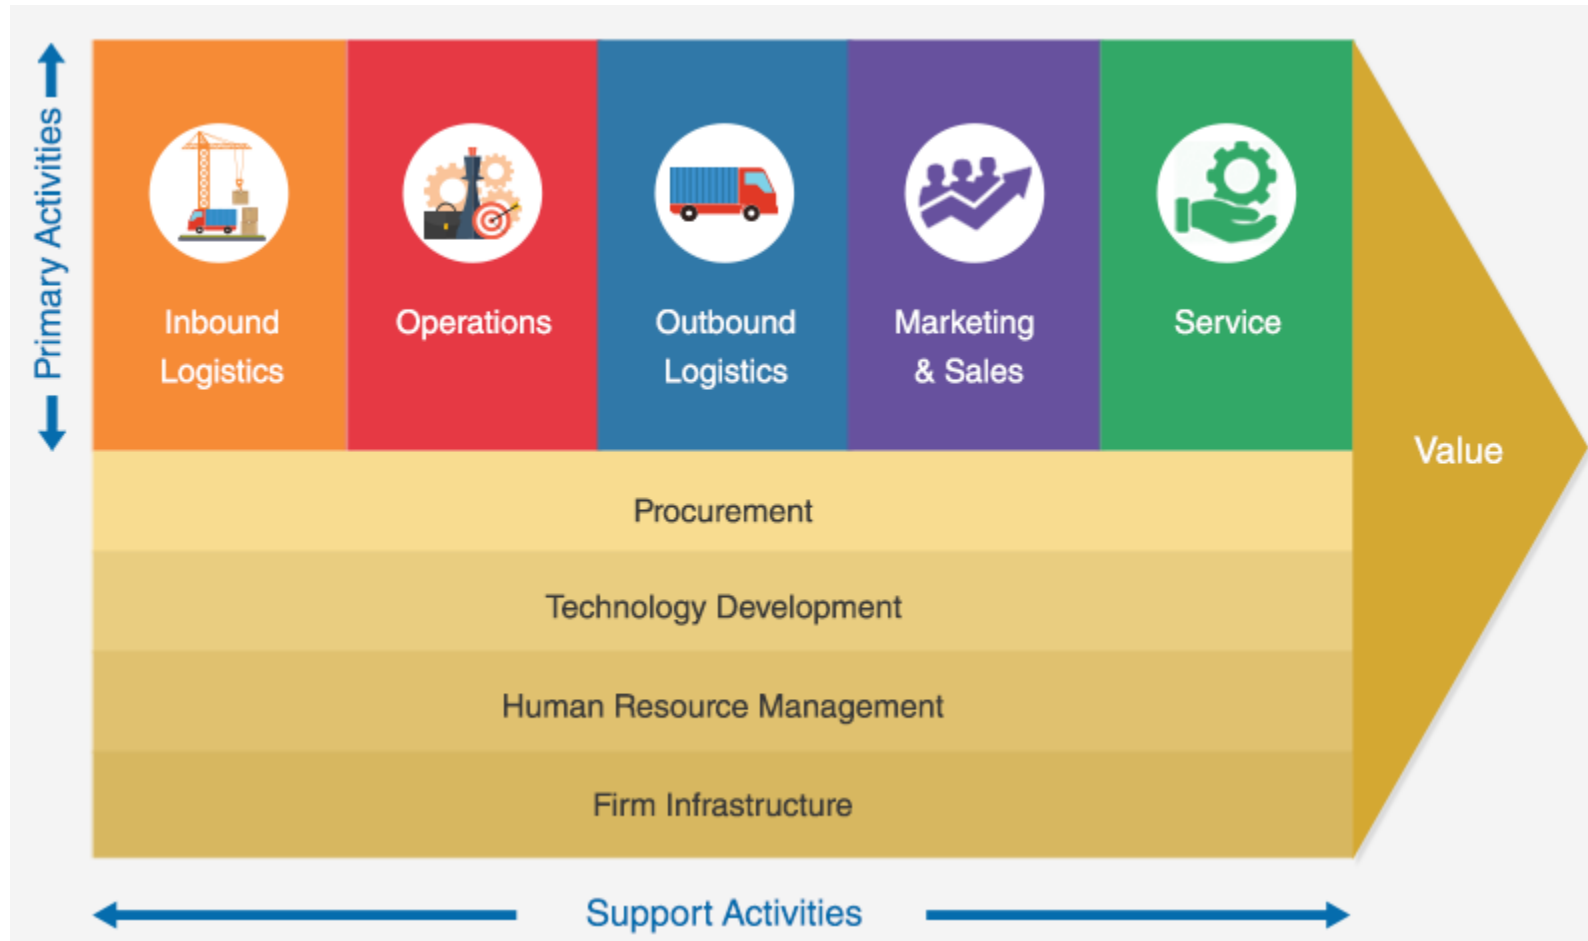 Primary Activities
Inbound
Logistics
Operations
Outbound
Logistics
Marketing
& Sales
Service
Value
Procurement
Technology Development
Human Resource Management
Firm Infrastructure
Support Activities